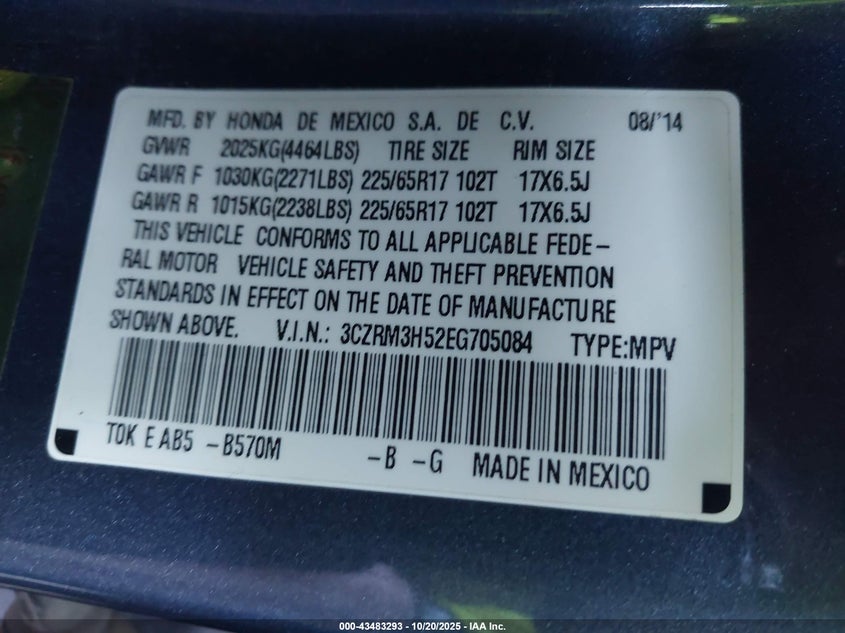 MFD. BY HONDA DE MEXICO S.A. DE C.V. 08/'14
GVWR 2025KG(4464LBS) TIRE SIZE RIM SIZE
GAWR F 1030KG(2271LBS) 225/65R17 102T 17X6.5J
GAWR R 1015KG(2238LBS) 225/65R17 102T 17X6.5J
THIS VEHICLE CONFORMS TO ALL APPLICABLE FEDE-
RAL MOTOR VEHICLE SAFETY AND THEFT PREVENTION
STANDARDS IN EFFECT ON THE DATE OF MANUFACTURE
SHOWN ABOVE. V.I.N.: 3CZRM3H52EG705084 TYPE:MPV
T0K E AB5 -B570M -B -G MADE IN MEXICO
000-43483293 - 10/20/2025 - IAA Inc.